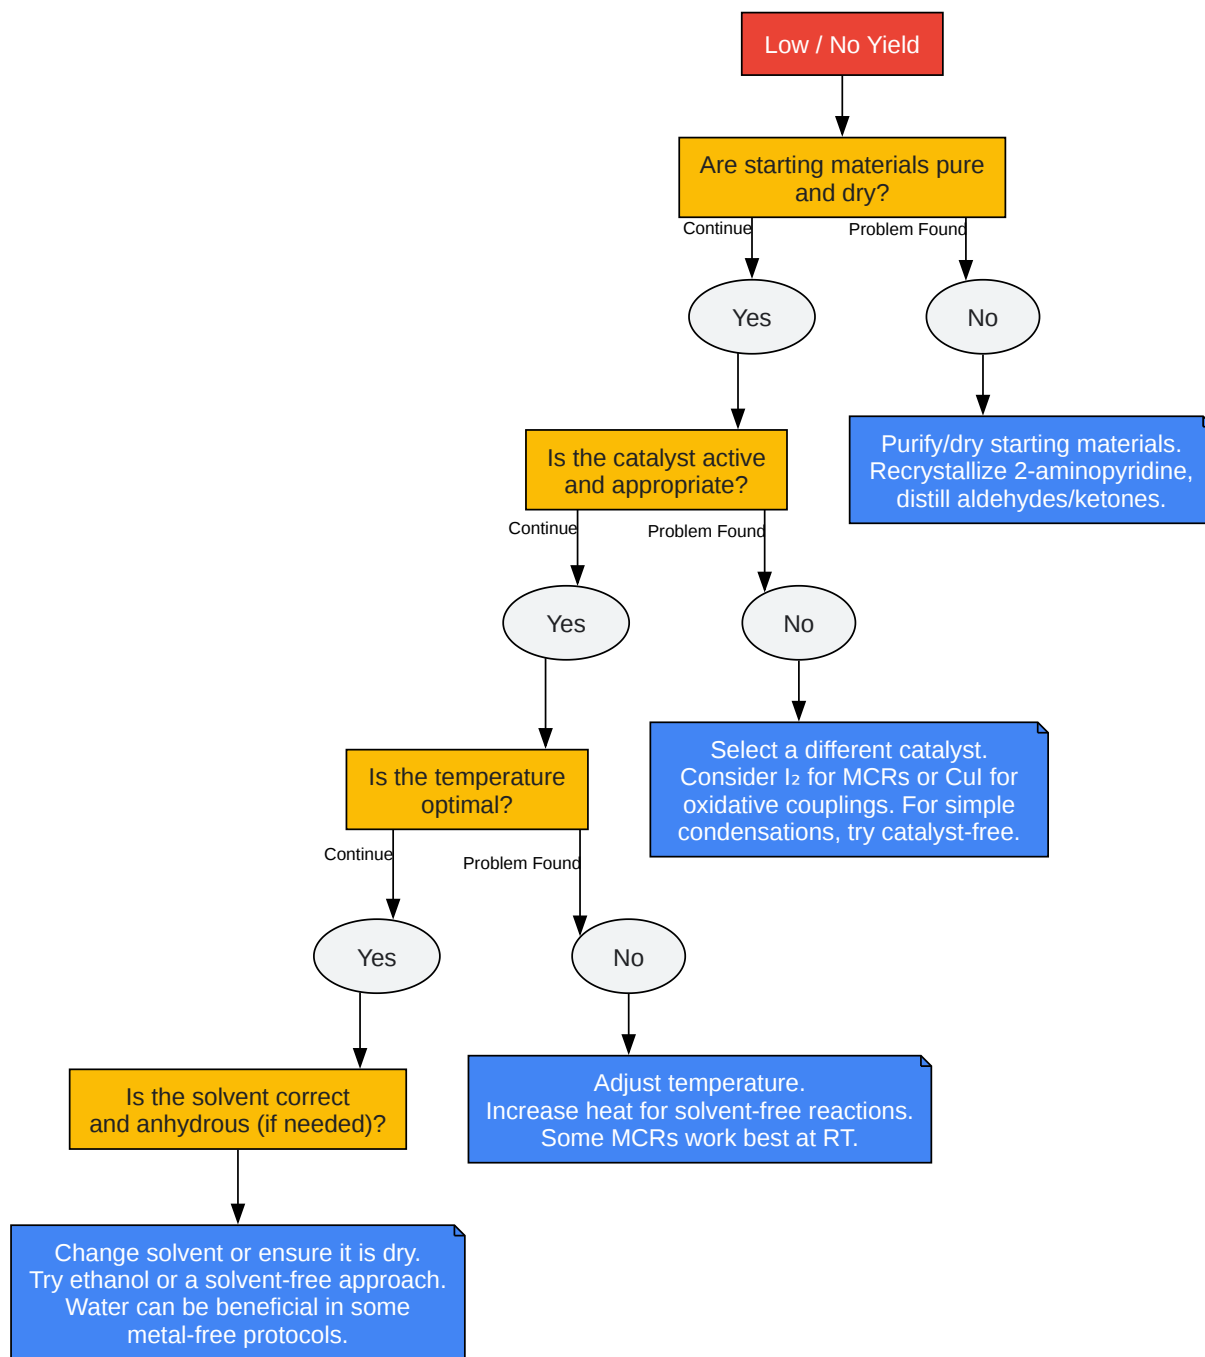 Low / No Yield
Are starting materials pure
and dry?
Continue
Problem Found
Yes
No
Purify/dry starting materials.
Recrystallize 2-aminopyridine,
distill aldehydes/ketones.
Is the catalyst active
and appropriate?
Continue
Problem Found
Yes
No
Select a different catalyst.
Consider I₂ for MCRs or CuI for
oxidative couplings. For simple
condensations, try catalyst-free.
Is the temperature
optimal?
Continue
Problem Found
Yes
No
Adjust temperature.
Increase heat for solvent-free reactions.
Some MCRs work best at RT.
Is the solvent correct
and anhydrous (if needed)?
Change solvent or ensure it is dry.
Try ethanol or a solvent-free approach.
Water can be beneficial in some
metal-free protocols.